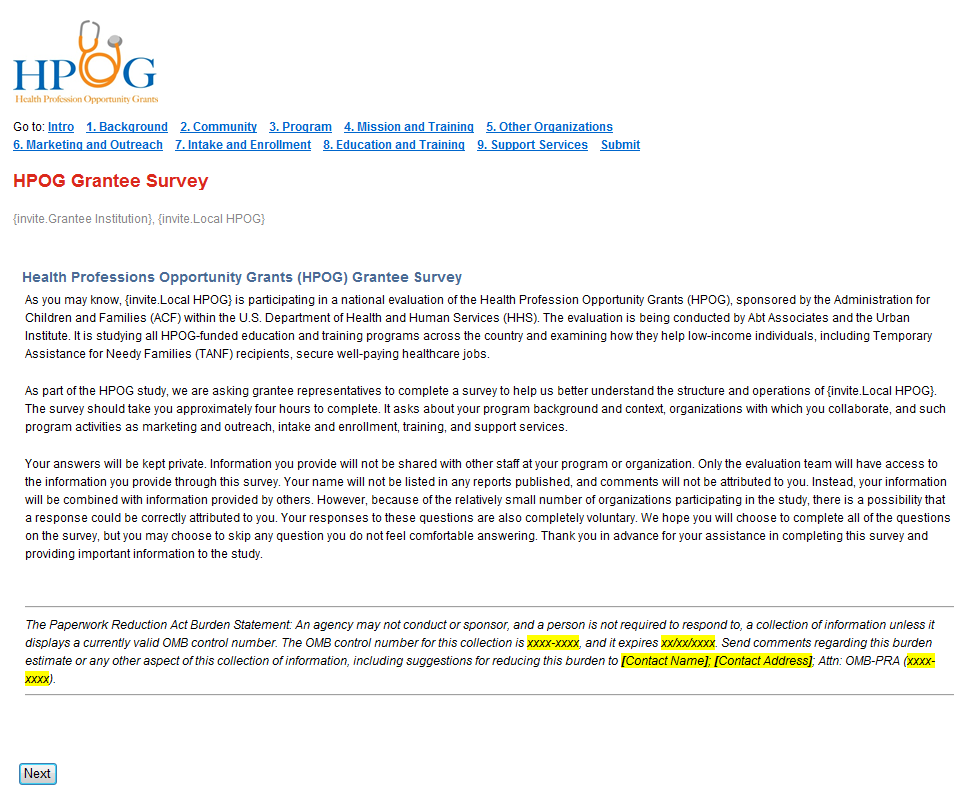 HPOG
Health Profession Opportunity Grants
Go to: Intro 1. Background 2. Community 3. Program 4. Mission and Training 5. Other Organizations
6. Marketing and Outreach 7. Intake and Enrollment 8. Education and Training 9. Support Services Submit
HPOG Grantee Survey
{invite.Grantee Institution}, {invite.Local HPOG}
Health Professions Opportunity Grants (HPOG) Grantee Survey
As you may know, {invite.Local HPOG} is participating in a national evaluation of the Health Profession Opportunity Grants (HPOG), sponsored by the Administration for
Children and Families (ACF) within the U.S. Department of Health and Human Services (HHS). The evaluation is being conducted by Abt Associates and the Urban
Institute. It is studying all HPOG-funded education and training programs across the country and examining how they help low-income individuals, including Temporary
Assistance for Needy Families (TANF) recipients, secure well-paying healthcare jobs.
As part of the HPOG study, we are asking grantee representatives to complete a survey to help us better understand the structure and operations of {invite.Local HPOG}.
The survey should take you approximately four hours to complete. It asks about your program background and context, organizations with which you collaborate, and such
program activities as marketing and outreach, intake and enrollment, training, and support services.
Your answers will be kept private. Information you provide will not be shared with other staff at your program or organization. Only the evaluation team will have access to
the information you provide through this survey. Your name will not be listed in any reports published, and comments will not be attributed to you. Instead, your information
will be combined with information provided by others. However, because of the relatively small number of organizations participating in the study, there is a possibility that
a response could be correctly attributed to you. Your responses to these questions are also completely voluntary. We hope you will choose to complete all of the questions
on the survey, but you may choose to skip any question you do not feel comfortable answering. Thank you in advance for your assistance in completing this survey and
providing important information to the study.
The Paperwork Reduction Act Burden Statement: An agency may not conduct or sponsor, and a person is not required to respond to, a collection of information unless it
displays a currently valid OMB control number. The OMB control number for this collection is xxxx-xxxx, and it expires xx/xx/xxxx. Send comments regarding this burden
estimate or any other aspect of this collection of information, including suggestions for reducing this burden to [Contact Name]; [Contact Address]; Attn: OMB-PRA (xxxx-
xxxx).
Next